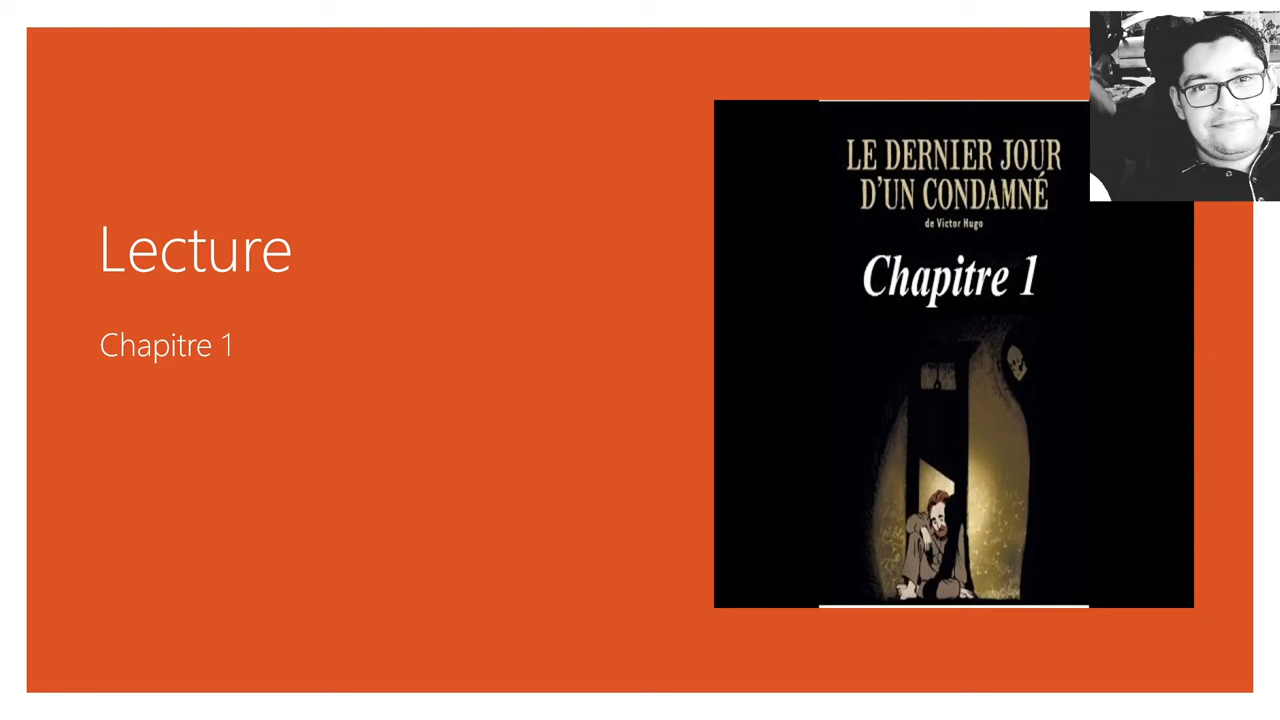 Lecture
Chapitre 1
LE DERNIER JOUR
D'UN CONDAMNÉ
de Victor Hugo
Chapitre 1